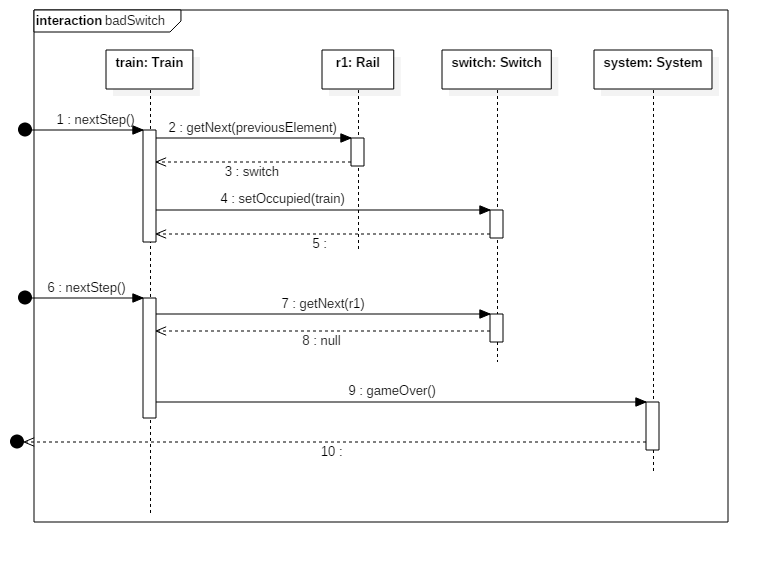 interaction badSwitch
train: Train
r1: Rail
switch: Switch
system: System
1 : nextStep()
2 : getNext(previousElement)
3 : switch
4 : setOccupied(train)
5 :
6 : nextStep()
7 : getNext(r1)
8 : null
9 : gameOver()
10 :